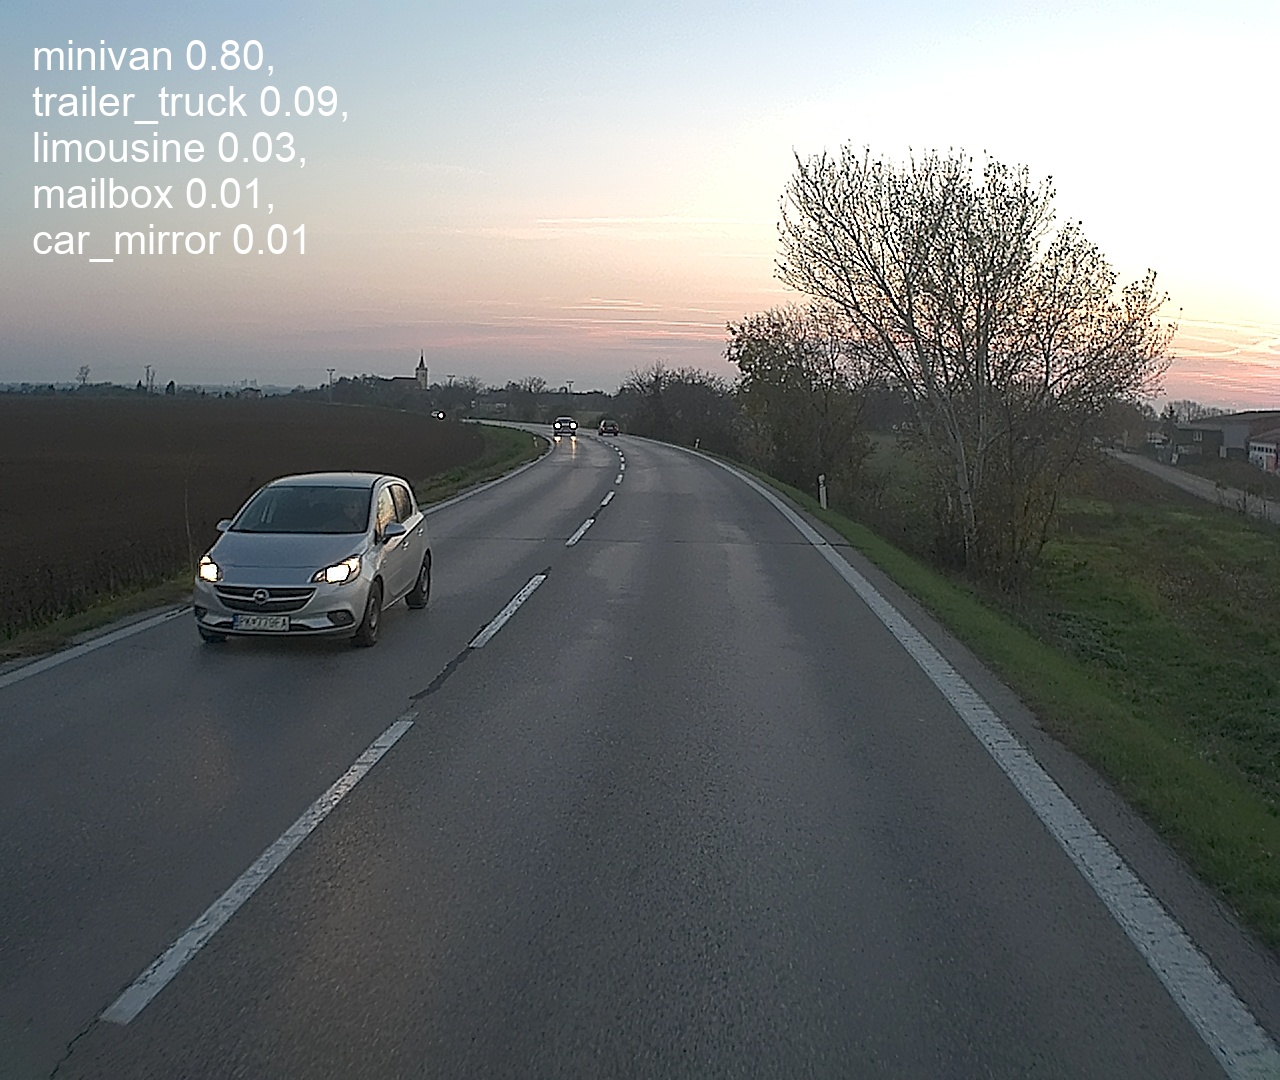 minivan 0.80,
trailer_truck 0.09,
limousine 0.03,
mailbox 0.01,
car_mirror 0.01